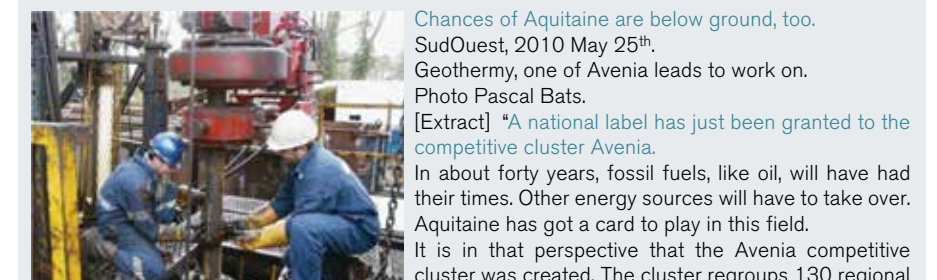 Chances of Aquitaine are below ground, too.
SudOuest, 2010 May 25th.
Geothermy, one of Avenia leads to work on.
Photo Pascal Bats.
[Extract] “A national label has just been granted to the
competitive cluster Avenia.
In about forty years, fossil fuels, like oil, will have had
their times. Other energy sources will have to take over.
Aquitaine has got a card to play in this field.
It is in that perspective that the Avenia competitive
cluster was created. The cluster regroups 130 regional